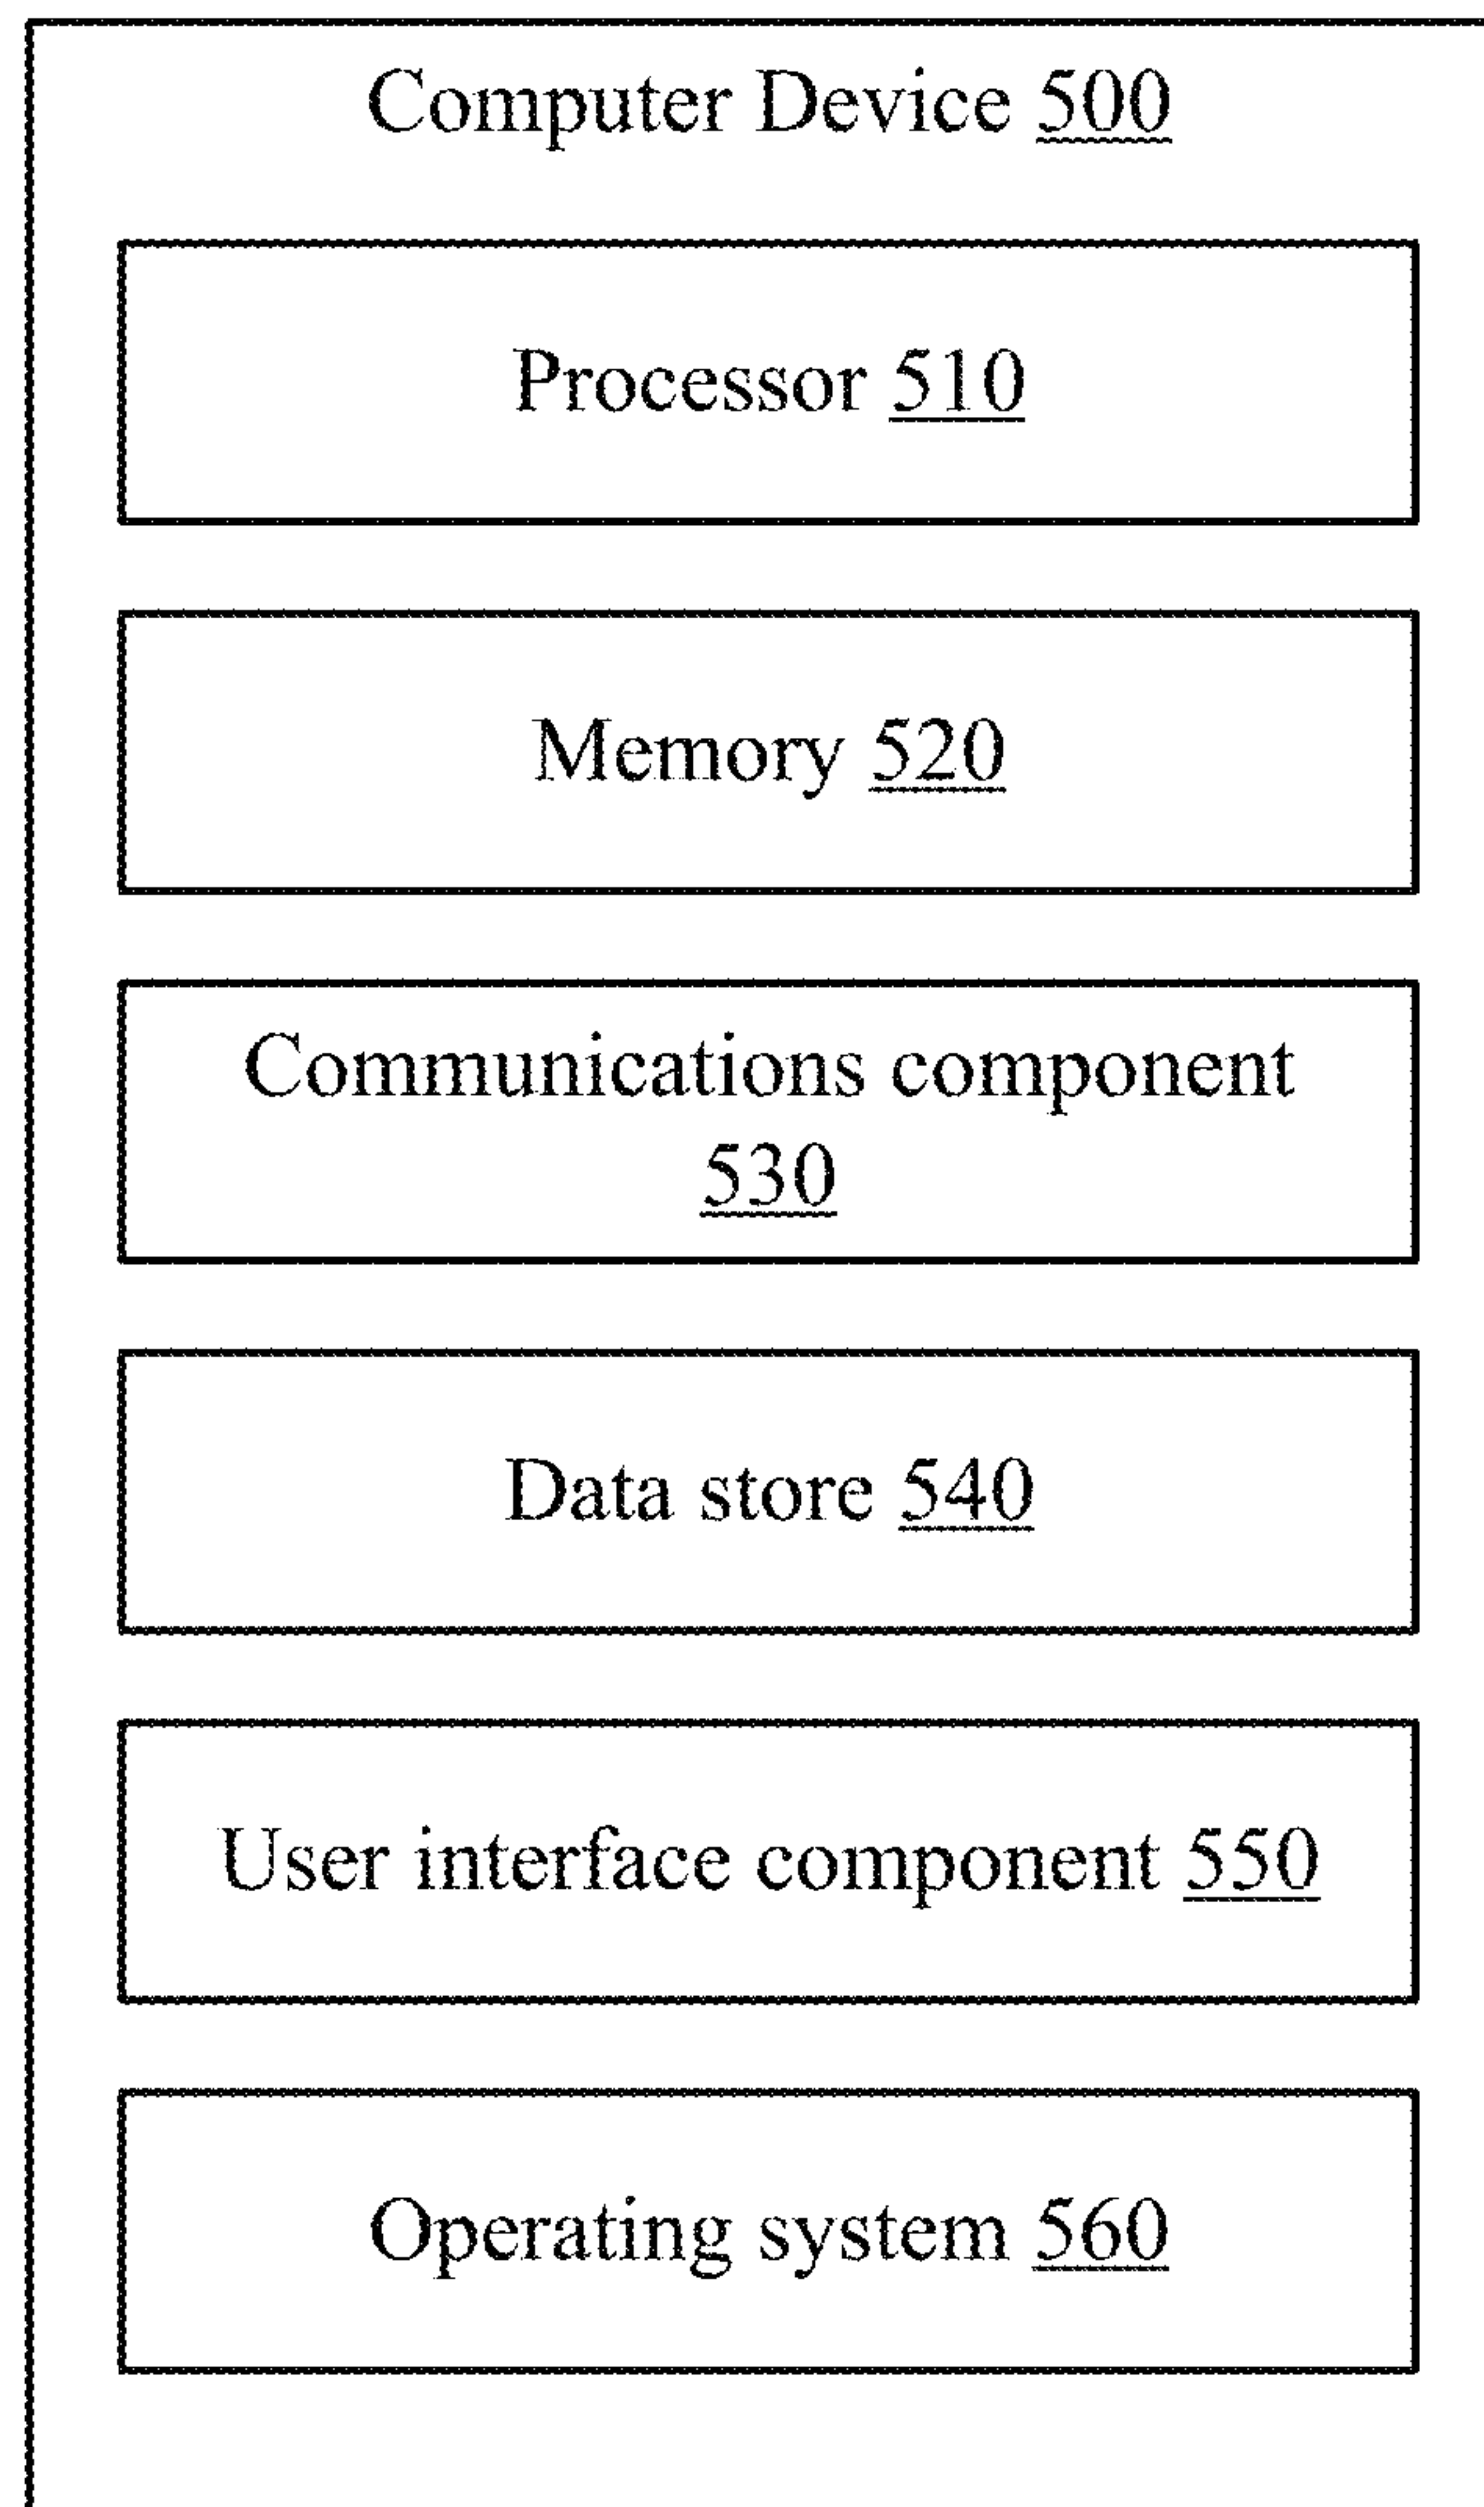 Computer Device 500
Processor 510
Memory 520
Communications component
530
Data store 540
User interface component 550
Operating system 560